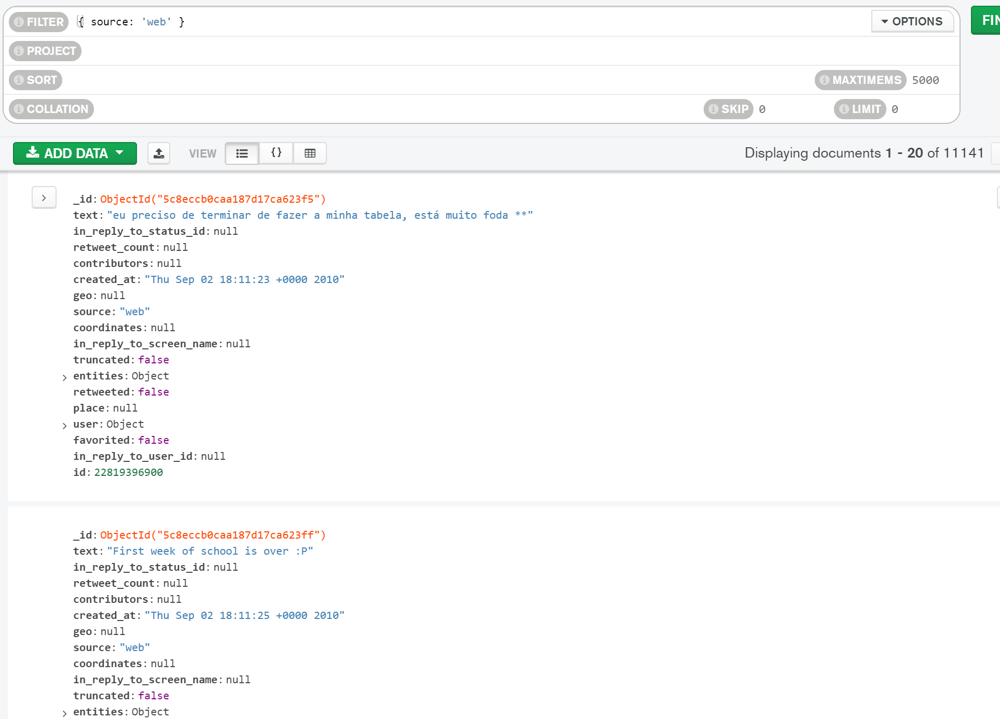 FILTER { source: 'web' } OPTIONS
PROJECT
SORT MAXTIMEMS 5000
COLLATION SKIP 0 LIMIT 0
ADD DATA VIEW {} Displaying documents 1 - 20 of 11141
_id: ObjectId("5c8eccb0caa187d17ca623f5")
text: "eu preciso de terminar de fazer a minha tabela, está muito foda **"
in_reply_to_status_id: null
retweet_count: null
contributors: null
created_at: "Thu Sep 02 18:11:23 +0000 2010"
geo: null
source: "web"
coordinates: null
in_reply_to_screen_name: null
truncated: false
entities: Object
retweeted: false
place: null
user: Object
favorited: false
in_reply_to_user_id: null
id: 22819396900
_id: ObjectId("5c8eccb0caa187d17ca623ff")
text: "First week of school is over :P"
in_reply_to_status_id: null
retweet_count: null
contributors: null
created_at: "Thu Sep 02 18:11:25 +0000 2010"
geo: null
source: "web"
coordinates: null
in_reply_to_screen_name: null
truncated: false
entities: Object